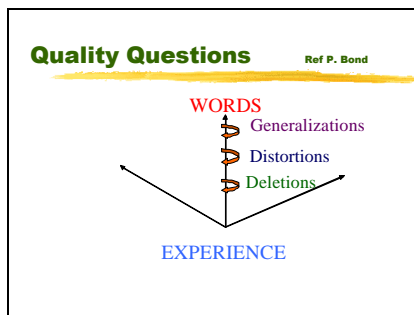 Quality Questions Ref P. Bond
WORDS
Generalizations
Distortions
Deletions
EXPERIENCE